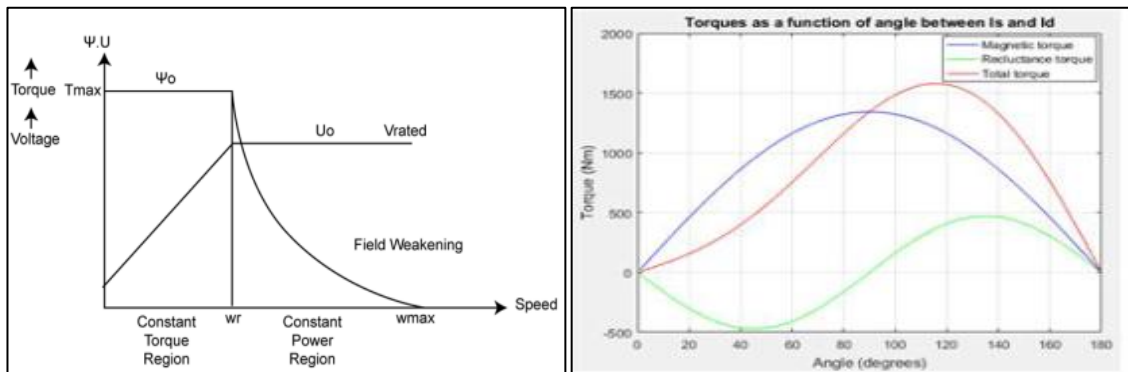 Ψ.U
Torque
Tmax
Ψo
Voltage
Uo
Vrated
Field Weakening
Speed
wr
wmax
Constant
Torque
Region
Constant
Power
Region
Torques as a function of angle between Is and Id
Magnetic torque
Recluctance torque
Total torque
Torque (Nm)
2000
1500
1000
500
0
-500
0 20 40 60 80 100 120 140 160 180
Angle (degrees)